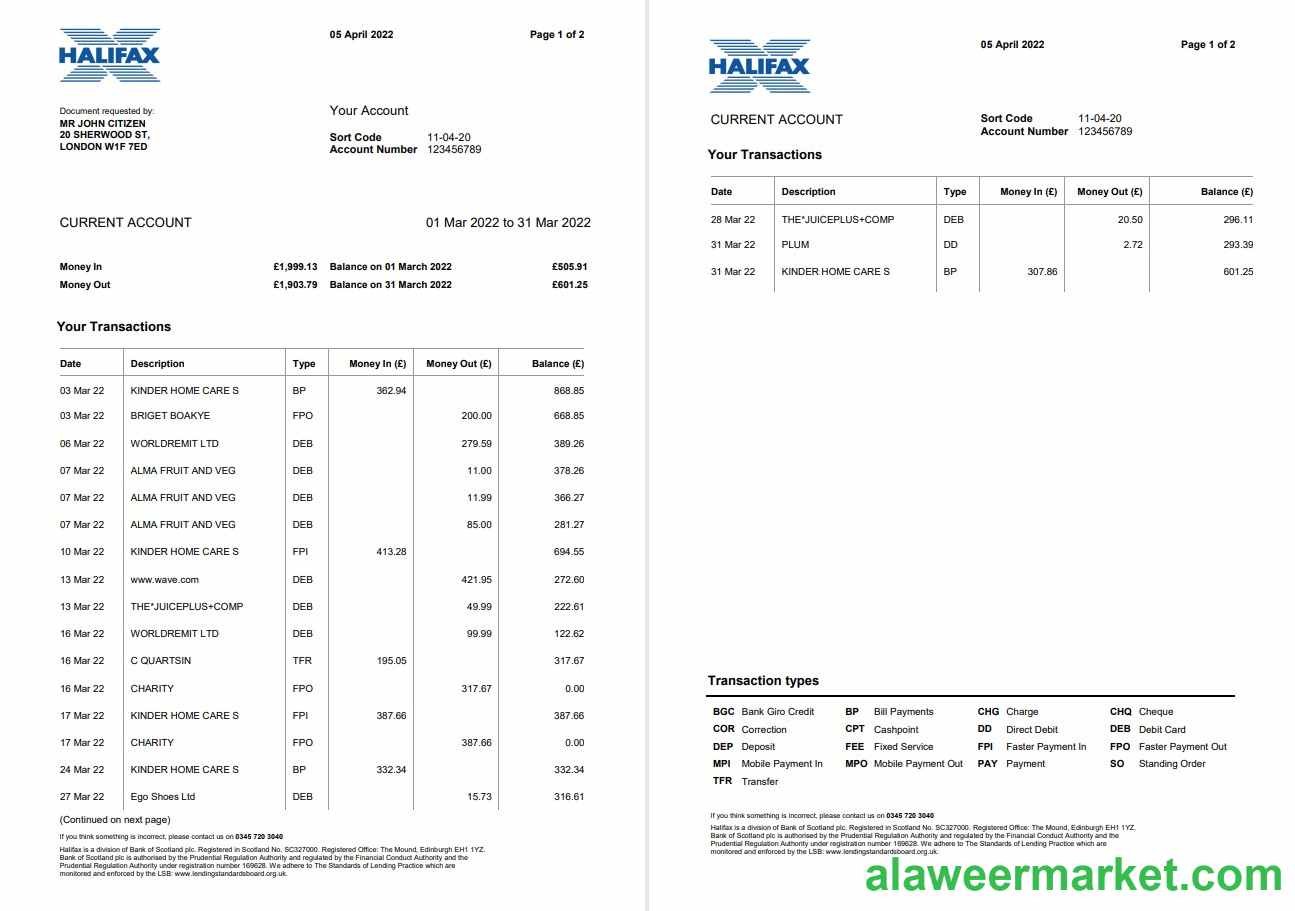 HALIFAX
05 April 2022 Page 1 of 2
Document requested by:
MR JOHN CITIZEN
20 SHERWOOD ST,
LONDON W1F 7ED
Your Account
Sort Code 11-04-20
Account Number 123456789
CURRENT ACCOUNT 01 Mar 2022 to 31 Mar 2022
Money In £1,999.13 Balance on 01 March 2022 £505.91
Money Out £1,903.79 Balance on 31 March 2022 £601.25
Your Transactions
Date Description Type Money In (£) Money Out (£) Balance (£)
03 Mar 22 KINDER HOME CARE S BP 362.94 868.85
03 Mar 22 BRIGET BOAKYE FPO 200.00 668.85
06 Mar 22 WORLDREMIT LTD DEB 279.59 389.26
07 Mar 22 ALMA FRUIT AND VEG DEB 11.00 378.26
07 Mar 22 ALMA FRUIT AND VEG DEB 11.99 366.27
07 Mar 22 ALMA FRUIT AND VEG DEB 85.00 281.27
10 Mar 22 KINDER HOME CARE S FPI 413.28 694.55
13 Mar 22 www.wave.com DEB 421.95 272.60
13 Mar 22 THE*JUICEPLUS+COMP DEB 49.99 222.61
16 Mar 22 WORLDREMIT LTD DEB 99.99 122.62
16 Mar 22 C QUARTSIN TFR 195.05 317.67
16 Mar 22 CHARITY FPO 317.67 0.00
17 Mar 22 KINDER HOME CARE S FPI 387.66 387.66
17 Mar 22 CHARITY FPO 387.66 0.00
24 Mar 22 KINDER HOME CARE S BP 332.34 332.34
27 Mar 22 Ego Shoes Ltd DEB 15.73 316.61
(Continued on next page)
If you think something is incorrect, please contact us on 0345 720 3040
Halifax is a division of Bank of Scotland plc. Registered in Scotland No. SC327000. Registered Office: The Mound, Edinburgh EH1 1YZ.
Bank of Scotland plc is authorised by the Prudential Regulation Authority and regulated by the Financial Conduct Authority and the
Prudential Regulation Authority under registration number 169628. We adhere to The Standards of Lending Practice which are
monitored and enforced by the LSB: www.lendingstandardsboard.org.uk.
HALIFAX
05 April 2022 Page 1 of 2
CURRENT ACCOUNT
Sort Code 11-04-20
Account Number 123456789
Your Transactions
Date Description Type Money In (£) Money Out (£) Balance (£)
28 Mar 22 THE*JUICEPLUS+COMP DEB 20.50 296.11
31 Mar 22 PLUM DD 2.72 293.39
31 Mar 22 KINDER HOME CARE S BP 307.86 601.25
Transaction types
BGC Bank Giro Credit BP Bill Payments CHG Charge CHQ Cheque
COR Correction CPT Cashpoint DD Direct Debit DEB Debit Card
DEP Deposit FEE Fixed Service FPI Faster Payment In FPO Faster Payment Out
MPI Mobile Payment In MPO Mobile Payment Out PAY Payment SO Standing Order
TFR Transfer
If you think something is incorrect, please contact us on 0345 720 3040
Halifax is a division of Bank of Scotland plc. Registered in Scotland No. SC327000. Registered Office: The Mound, Edinburgh EH1 1YZ.
Bank of Scotland plc is authorised by the Prudential Regulation Authority and regulated by the Financial Conduct Authority and the
Prudential Regulation Authority under registration number 169628. We adhere to The Standards of Lending Practice which are
monitored and enforced by the LSB: www.lendingstandardsboard.org.uk.
alaweermarket.com